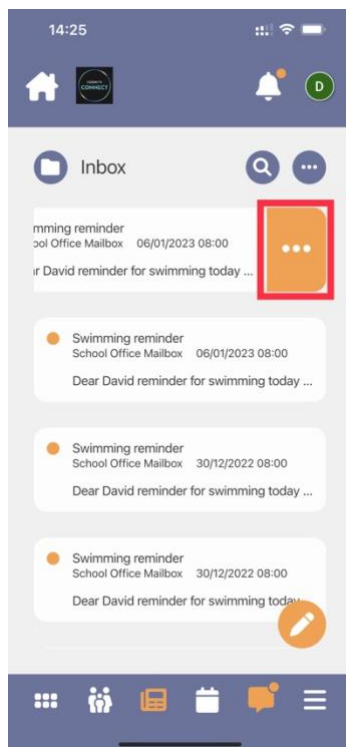 14:25
CONNECT
D
Inbox
mming reminder
ool Office Mailbox 06/01/2023 08:00
r David reminder for swimming today ...
Swimming reminder
School Office Mailbox 06/01/2023 08:00
Dear David reminder for swimming today ...
Swimming reminder
School Office Mailbox 30/12/2022 08:00
Dear David reminder for swimming today ...
Swimming reminder
School Office Mailbox 30/12/2022 08:00
Dear David reminder for swimming today